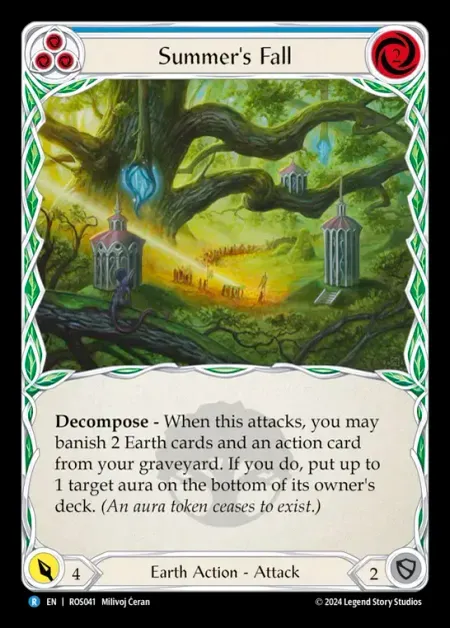 Summer's Fall
2
Decompose - When this attacks, you may
banish 2 Earth cards and an action card
from your graveyard. If you do, put up to
1 target aura on the bottom of its owner's
deck. (An aura token ceases to exist.)
4
Earth Action - Attack
2
R EN | ROS041 Milivoj Ćeran
© 2024 Legend Story Studios